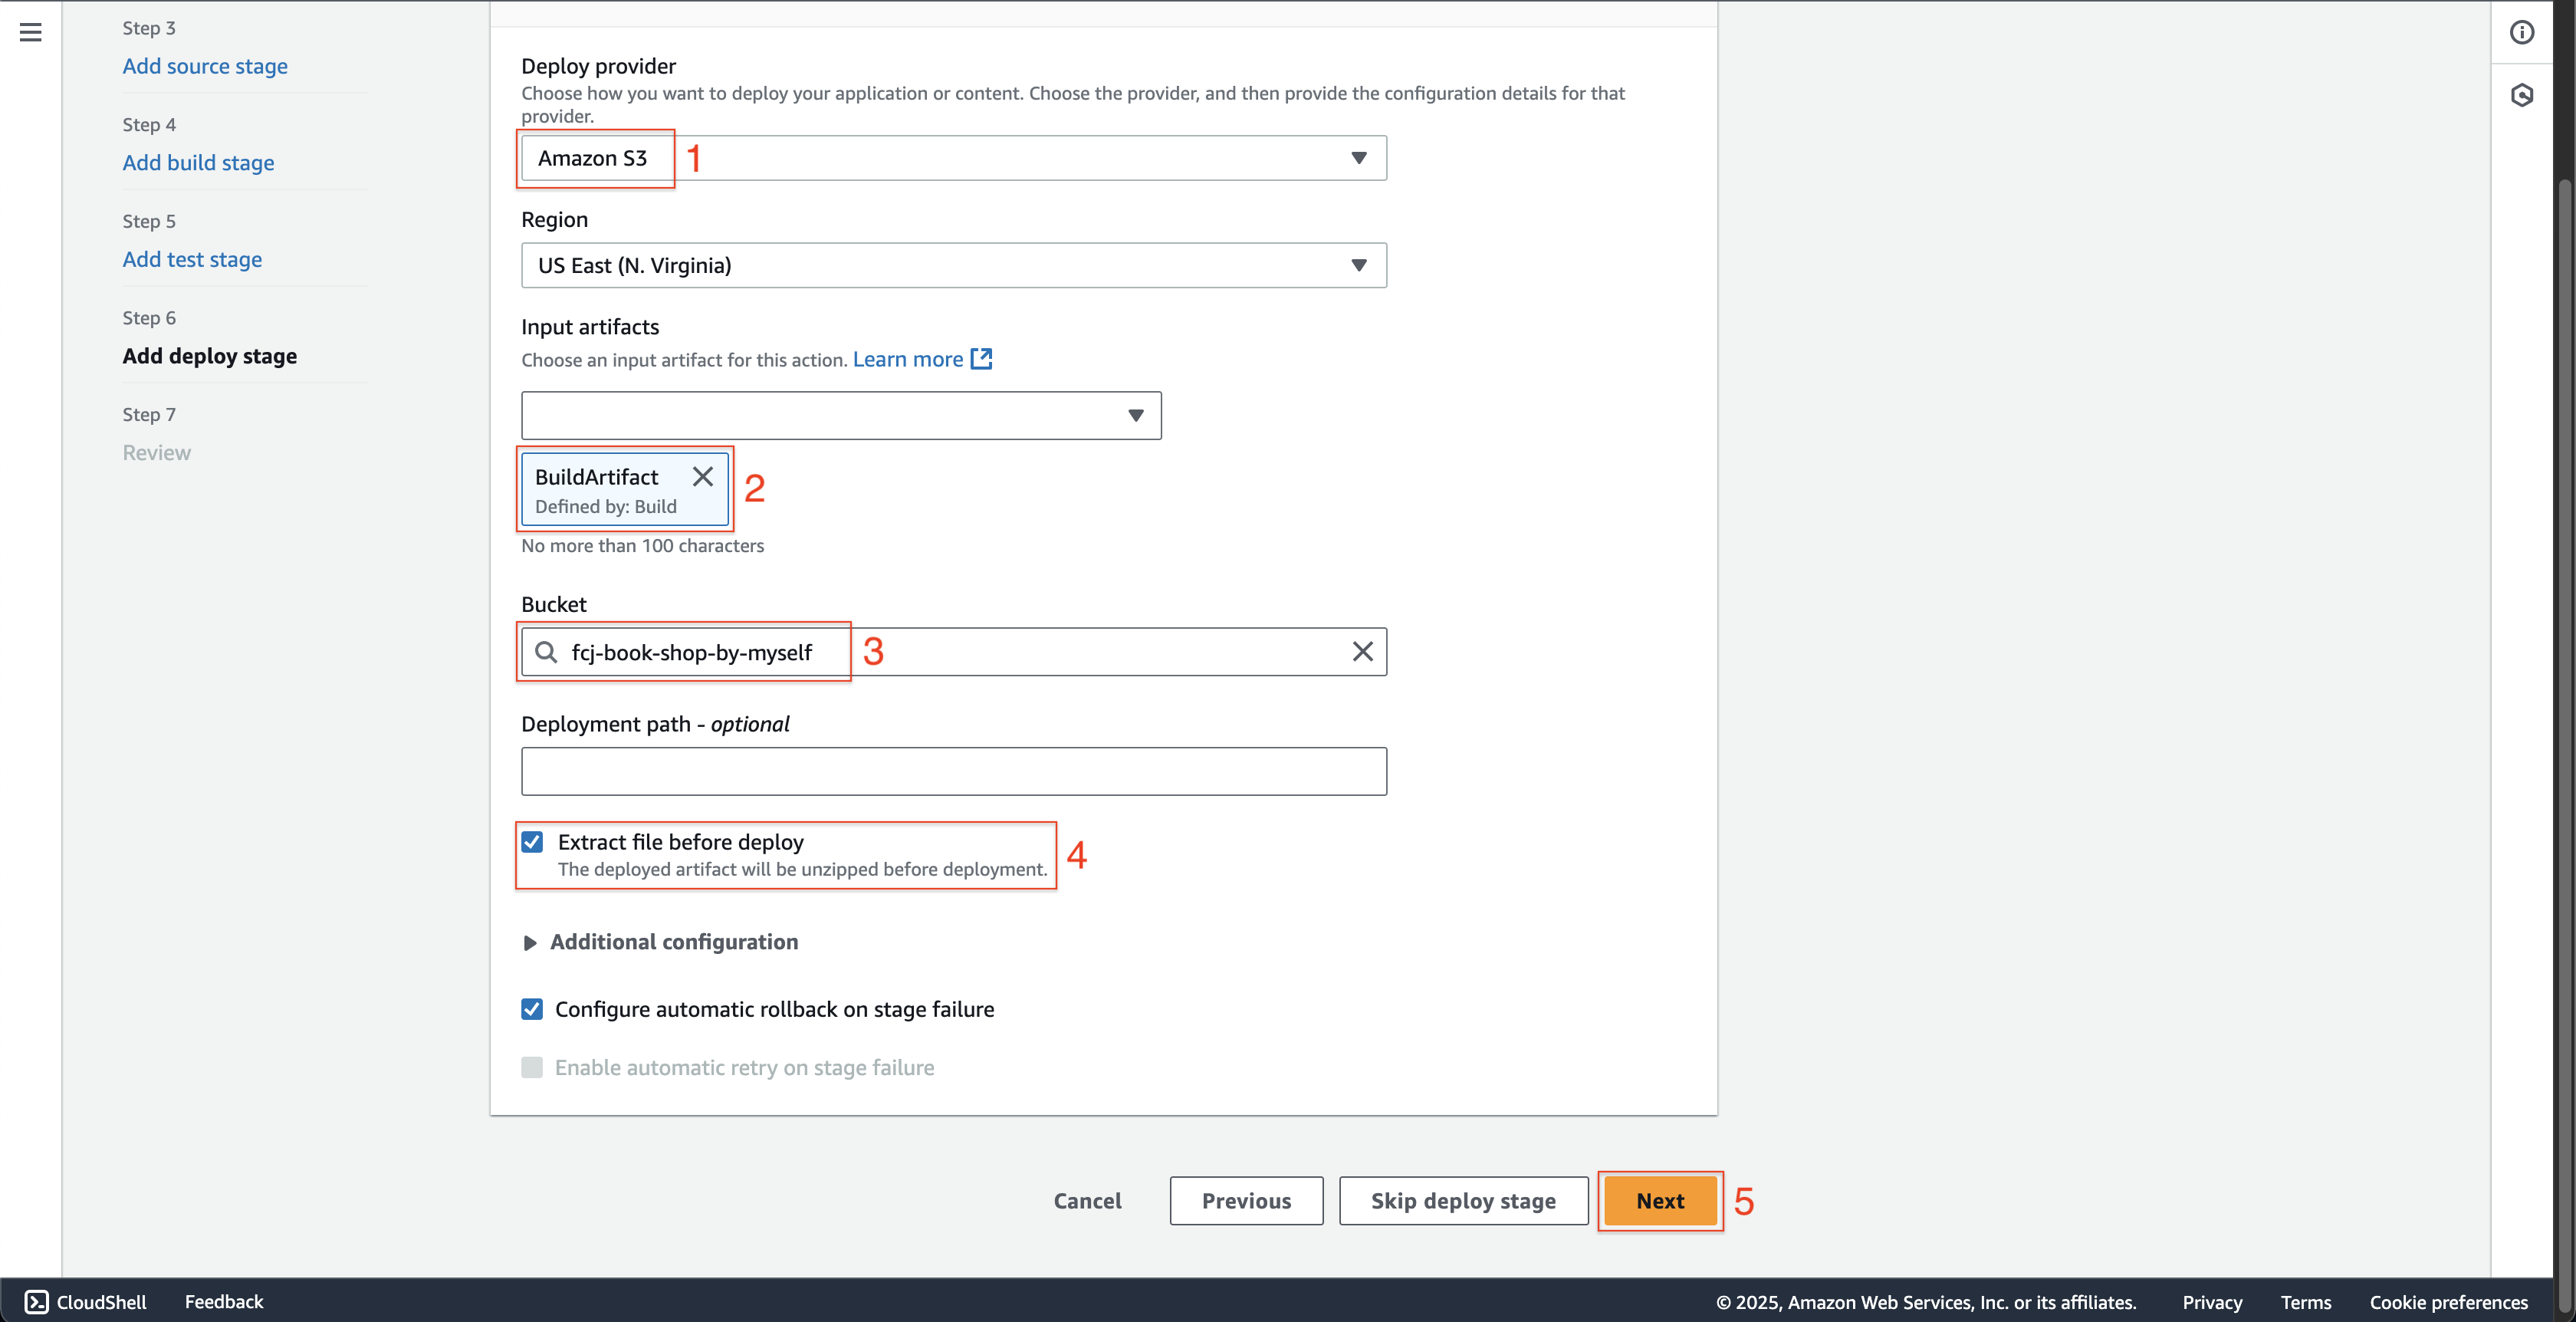 Step 3
Add source stage
Step 4
Add build stage
Step 5
Add test stage
Step 6
Add deploy stage
Step 7
Review
Deploy provider
Choose how you want to deploy your application or content. Choose the provider, and then provide the configuration details for that
provider.
Amazon S3
1
Region
US East (N. Virginia)
Input artifacts
Choose an input artifact for this action. Learn more
BuildArtifact
Defined by: Build
2
No more than 100 characters
Bucket
fcj-book-shop-by-myself
3
Deployment path - optional
Extract file before deploy
The deployed artifact will be unzipped before deployment.
4
Additional configuration
Configure automatic rollback on stage failure
Enable automatic retry on stage failure
Cancel
Previous
Skip deploy stage
Next
5
CloudShell
Feedback
© 2025, Amazon Web Services, Inc. or its affiliates.
Privacy
Terms
Cookie preferences